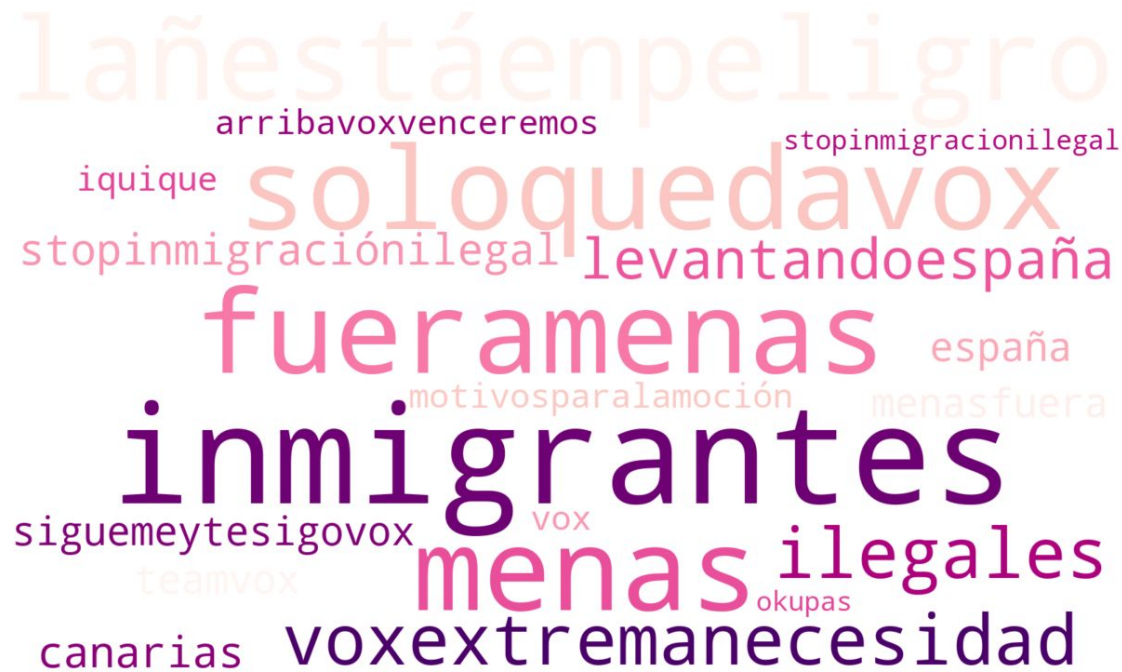 lañestáenpeligro
arribavoxvenceremos
stopinmigracionilegal
iquique
soloquedavox
stopinmigraciónilegal
levantandoespaña
fueramenas
españa
motivosparalamoción
menasfuera
inmigrantes
siguemeytesigovox
vox
menas
ilegales
teamvox
okupas
canarias
voxextremanecesidad